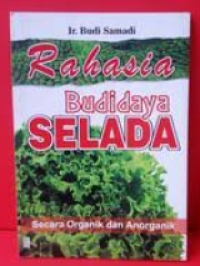 Ir. Budi Samadi
Rahasia
Budidaya
SELADA
Secara Organik dan Anorganik